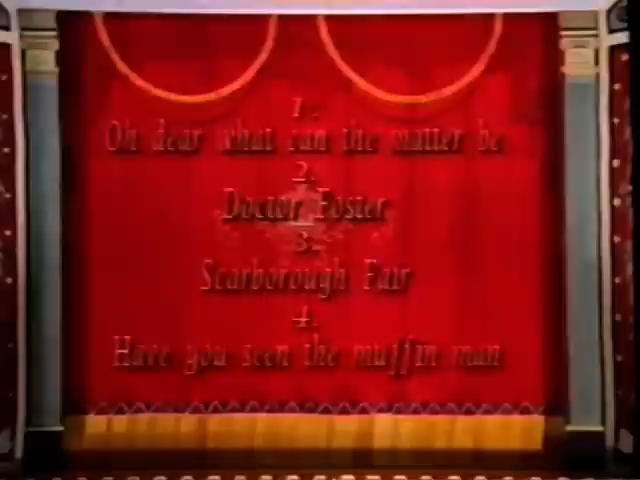 1.
Oh dear what can the matter be
2.
Doctor Foster
3.
Scarborough Fair
4.
Have you seen the muffin man